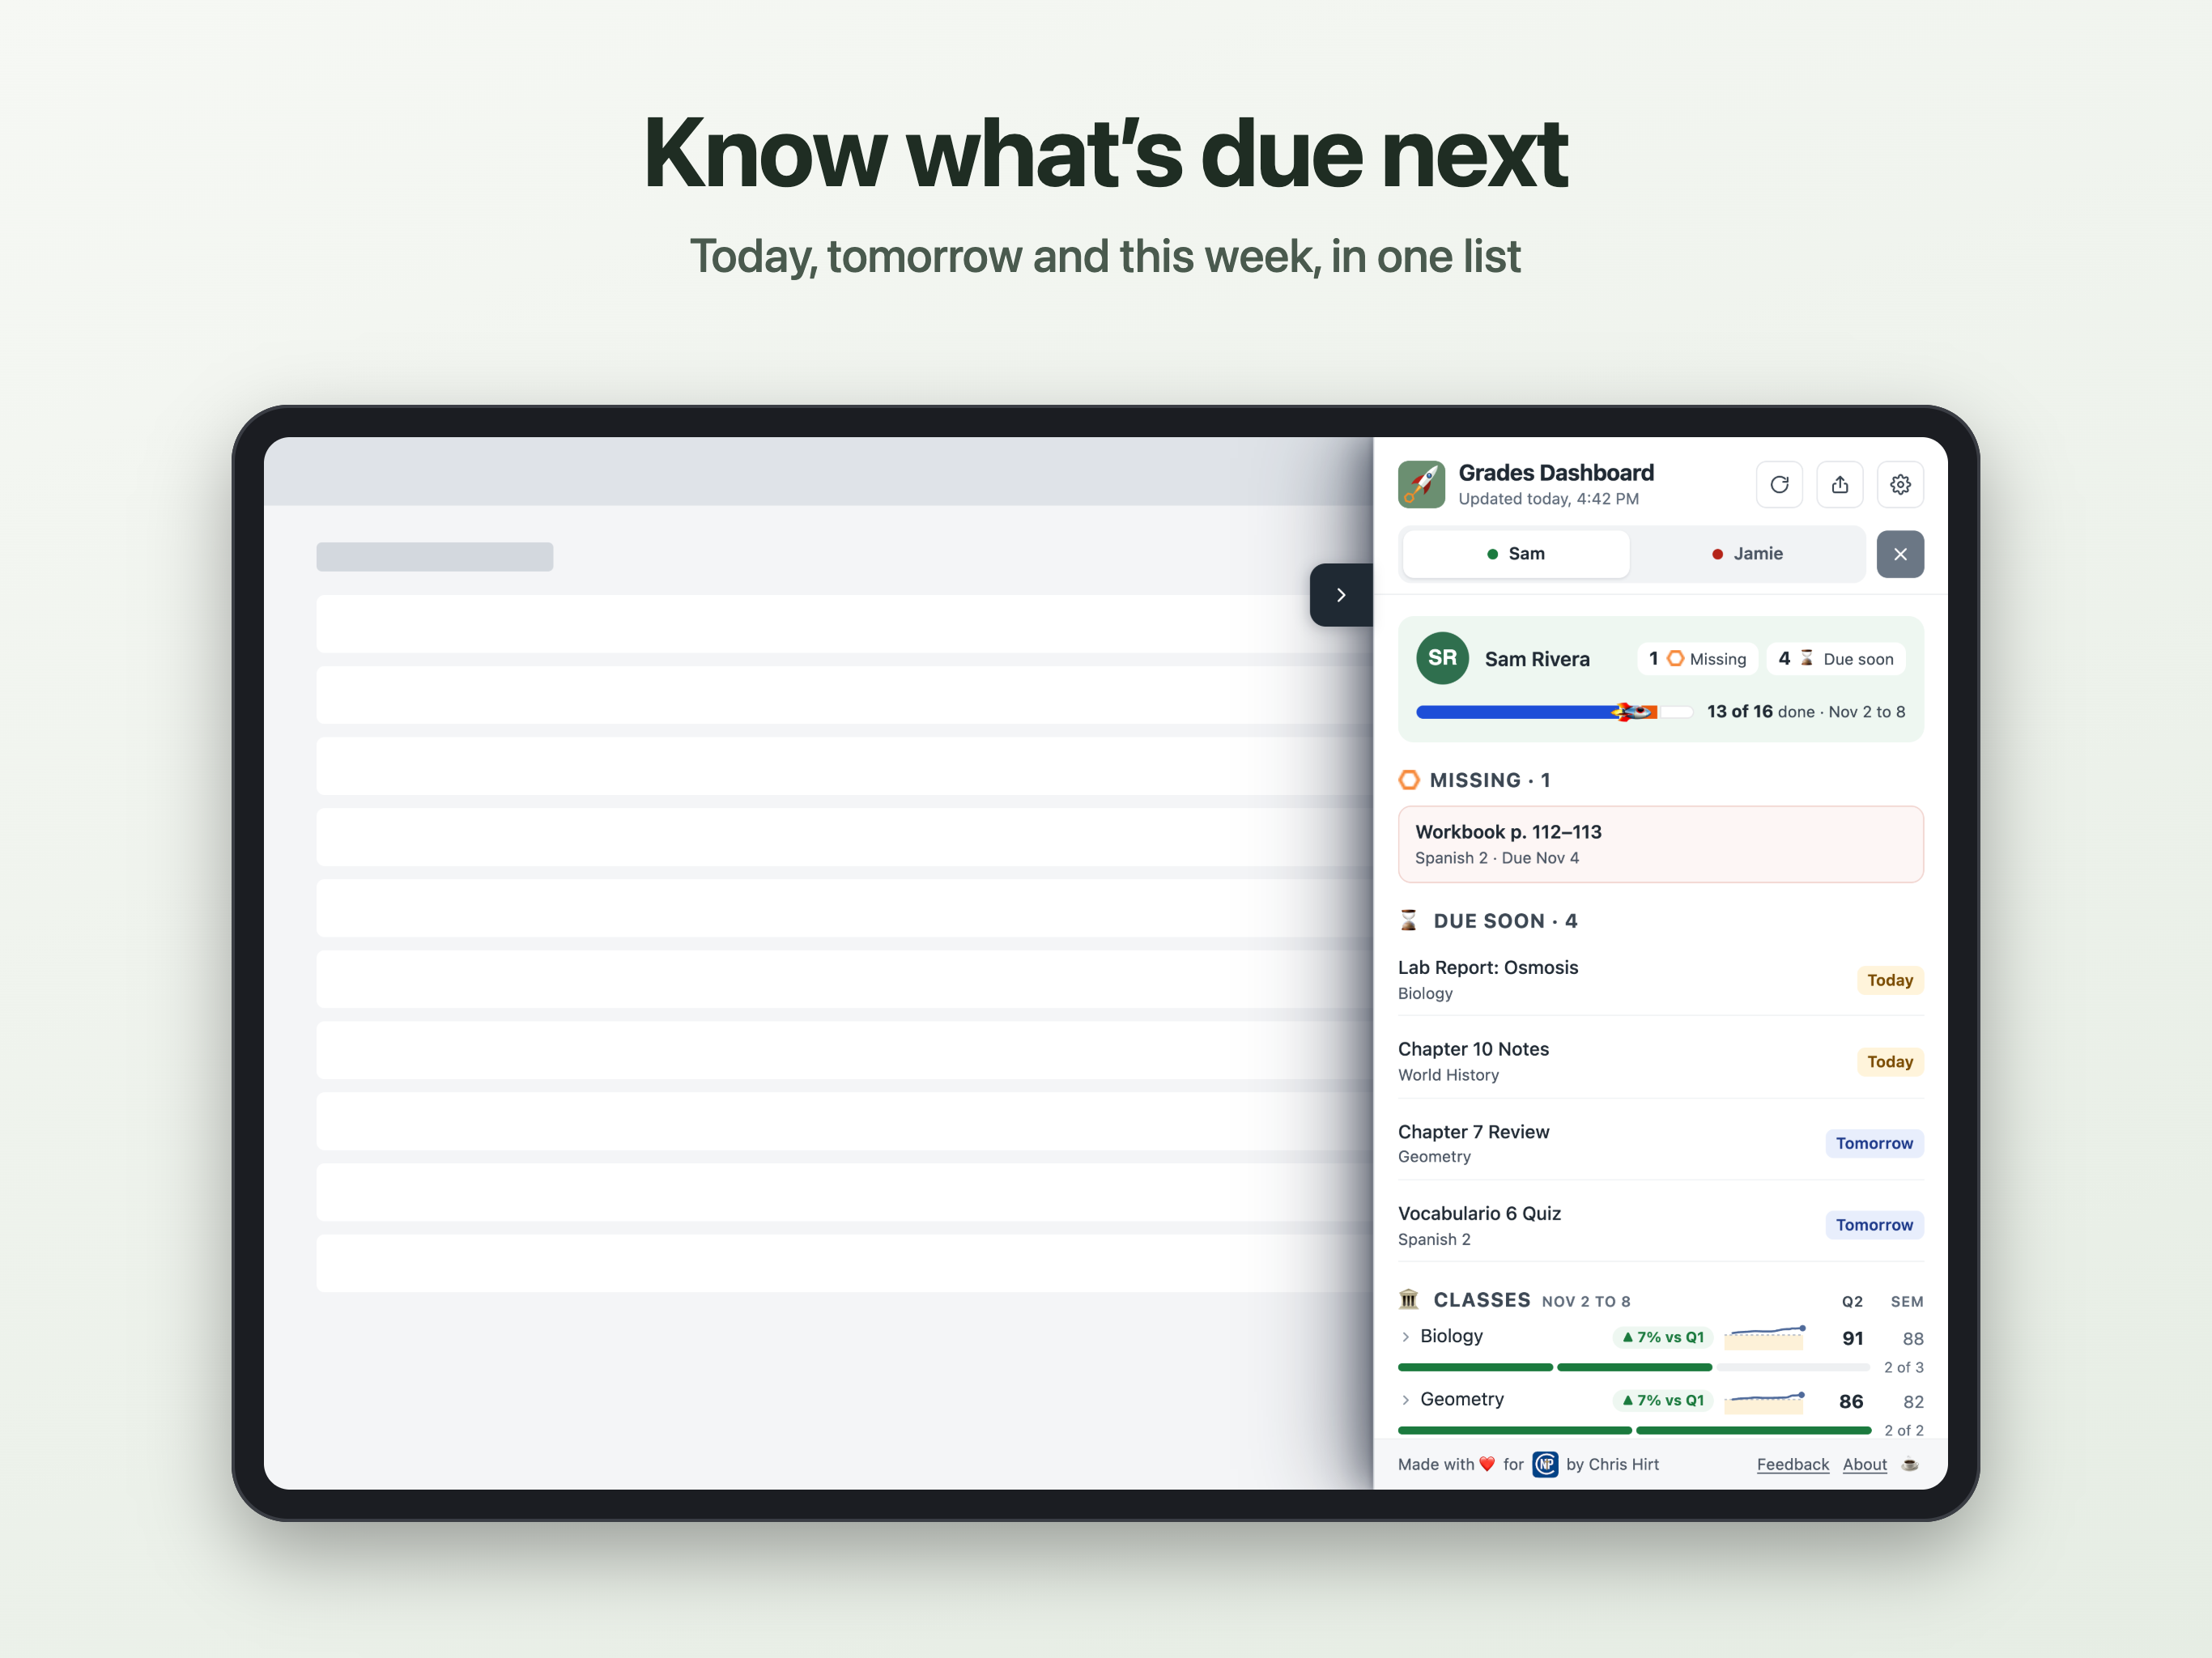 Know what's due next
Today, tomorrow and this week, in one list
Grades Dashboard
Updated today, 4:42 PM
Sam
Jamie
SR
Sam Rivera
1 Missing
4 Due soon
13 of 16 done · Nov 2 to 8
MISSING · 1
Workbook p. 112–113
Spanish 2 · Due Nov 4
DUE SOON · 4
Lab Report: Osmosis
Today
Biology
Chapter 10 Notes
Today
World History
Chapter 7 Review
Tomorrow
Geometry
Vocabulario 6 Quiz
Tomorrow
Spanish 2
CLASSES NOV 2 TO 8 Q2 SEM
Biology ▲ 7% vs Q1 91 88
2 of 3
Geometry ▲ 7% vs Q1 86 82
2 of 2
Made with ❤️ for NP by Chris Hirt Feedback About